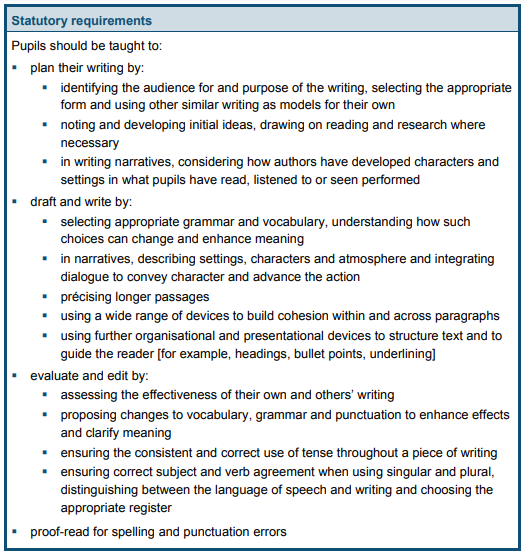 Statutory requirements
Pupils should be taught to:
▪ plan their writing by:
▪ identifying the audience for and purpose of the writing, selecting the appropriate
form and using other similar writing as models for their own
▪ noting and developing initial ideas, drawing on reading and research where
necessary
▪ in writing narratives, considering how authors have developed characters and
settings in what pupils have read, listened to or seen performed
▪ draft and write by:
▪ selecting appropriate grammar and vocabulary, understanding how such
choices can change and enhance meaning
▪ in narratives, describing settings, characters and atmosphere and integrating
dialogue to convey character and advance the action
▪ précising longer passages
▪ using a wide range of devices to build cohesion within and across paragraphs
▪ using further organisational and presentational devices to structure text and to
guide the reader [for example, headings, bullet points, underlining]
▪ evaluate and edit by:
▪ assessing the effectiveness of their own and others’ writing
▪ proposing changes to vocabulary, grammar and punctuation to enhance effects
and clarify meaning
▪ ensuring the consistent and correct use of tense throughout a piece of writing
▪ ensuring correct subject and verb agreement when using singular and plural,
distinguishing between the language of speech and writing and choosing the
appropriate register
▪ proof-read for spelling and punctuation errors